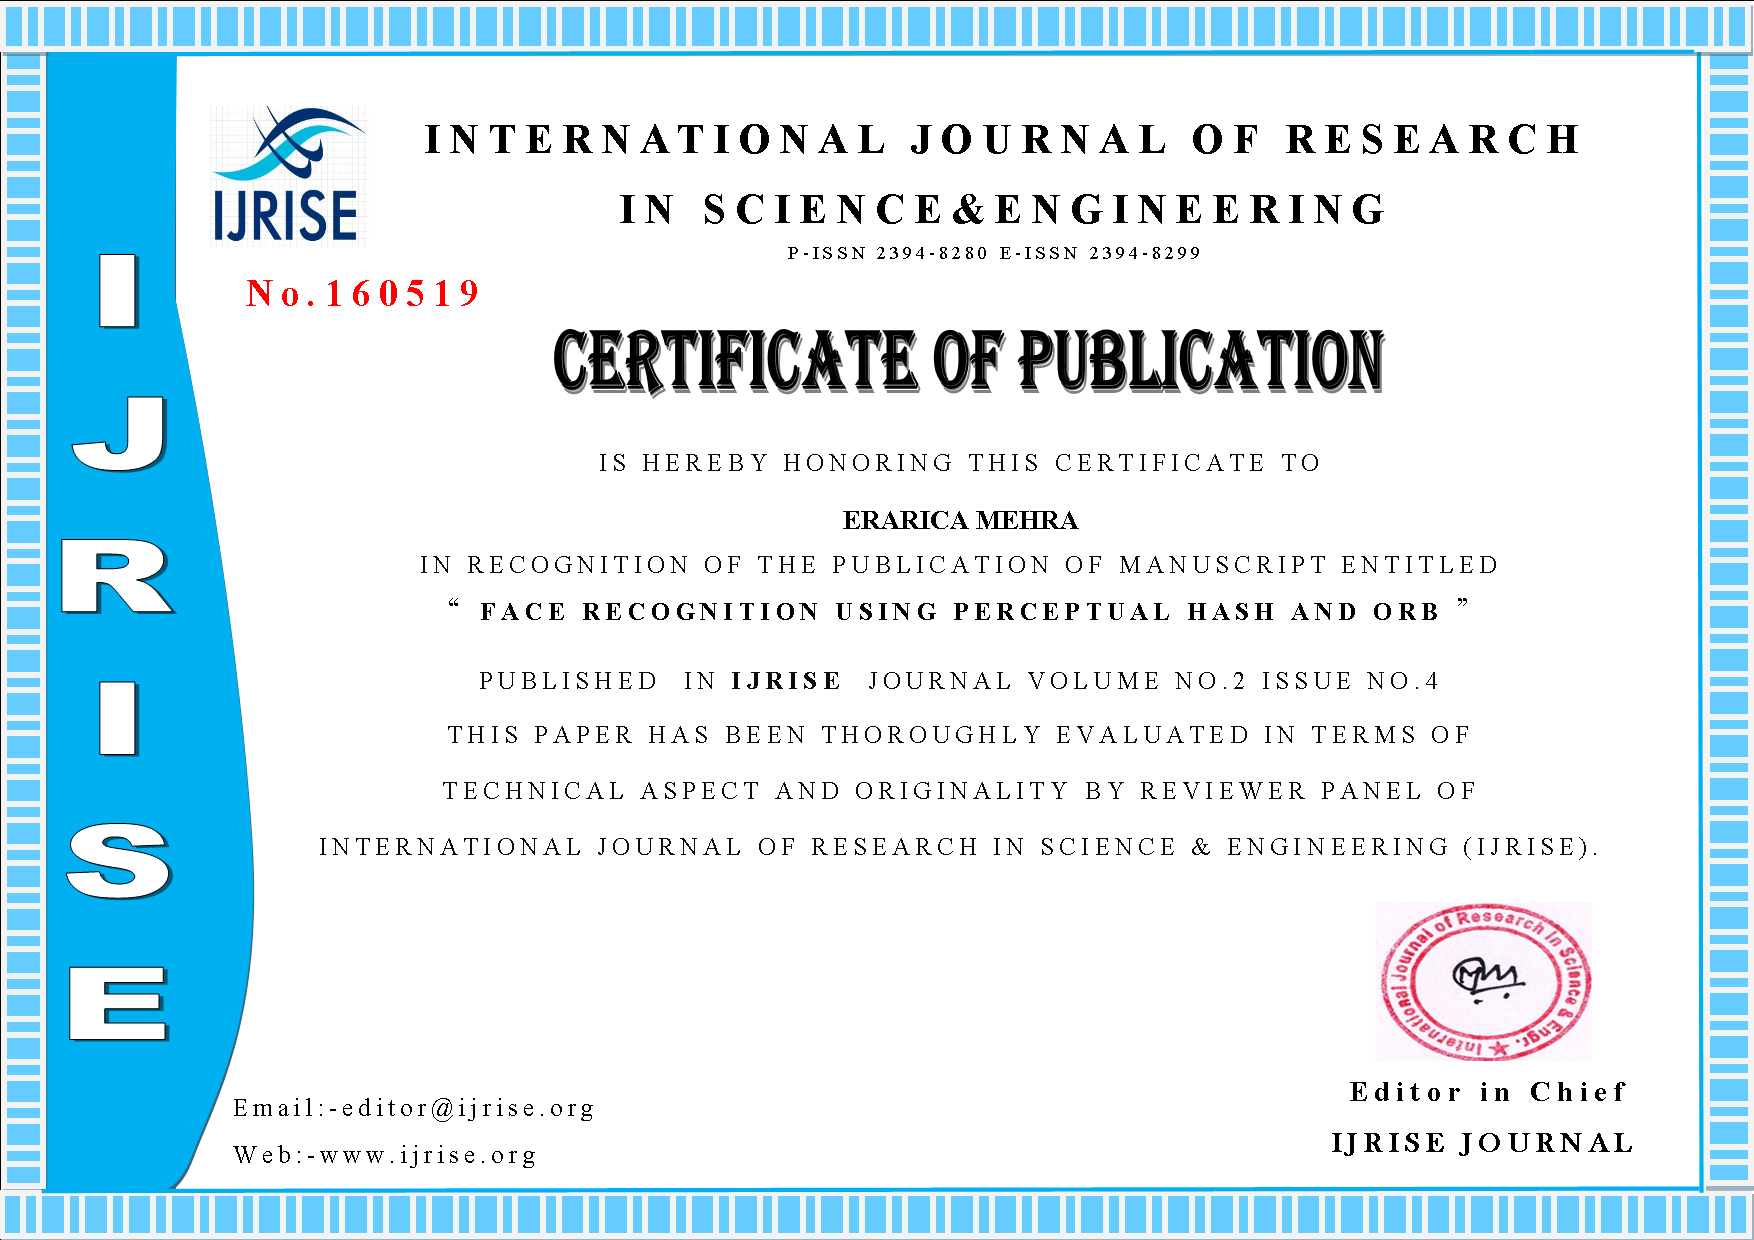 INTERNATIONAL JOURNAL OF RESEARCH
IN SCIENCE&ENGINEERING
P-ISSN 2394-8280 E-ISSN 2394-8299
IJRISE
No.160519
CERTIFICATE OF PUBLICATION
IS HEREBY HONORING THIS CERTIFICATE TO
ERARICA MEHRA
IN RECOGNITION OF THE PUBLICATION OF MANUSCRIPT ENTITLED
“ FACE RECOGNITION USING PERCEPTUAL HASH AND ORB ”
PUBLISHED IN IJRISE JOURNAL VOLUME NO.2 ISSUE NO.4
THIS PAPER HAS BEEN THOROUGHLY EVALUATED IN TERMS OF
TECHNICAL ASPECT AND ORIGINALITY BY REVIEWER PANEL OF
INTERNATIONAL JOURNAL OF RESEARCH IN SCIENCE & ENGINEERING (IJRISE).
International Journal of Research In Science & Engr.
Editor in Chief
IJRISE JOURNAL
Email:-editor@ijrise.org
Web:-www.ijrise.org
I
J
R
I
S
E